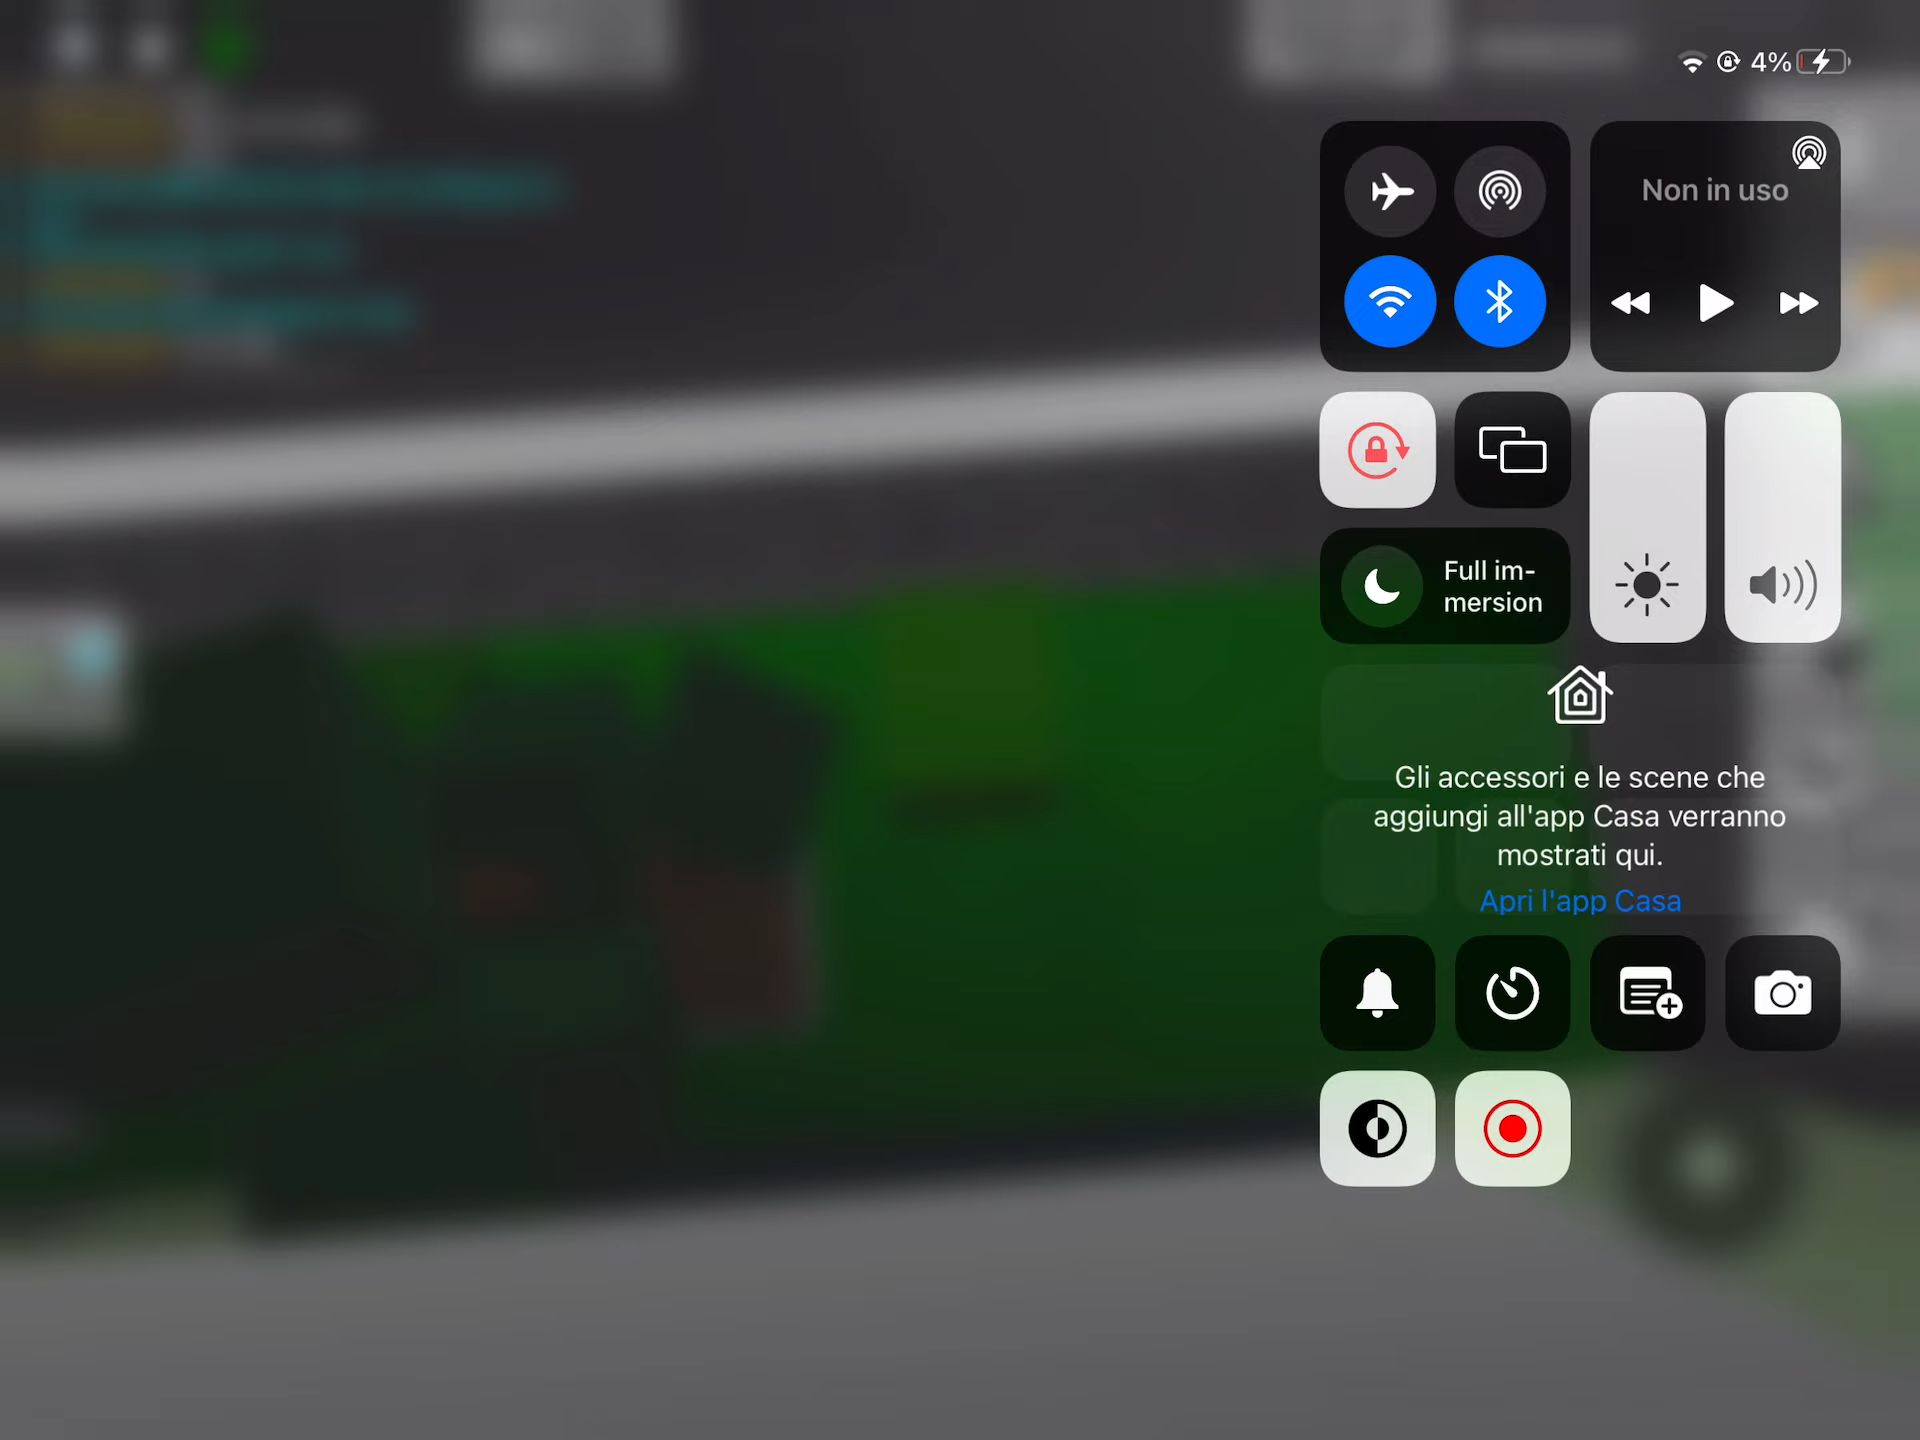 4%
Non in uso
Full im-
mersion
Gli accessori e le scene che
aggiungi all'app Casa verranno
mostrati qui.
Apri l'app Casa